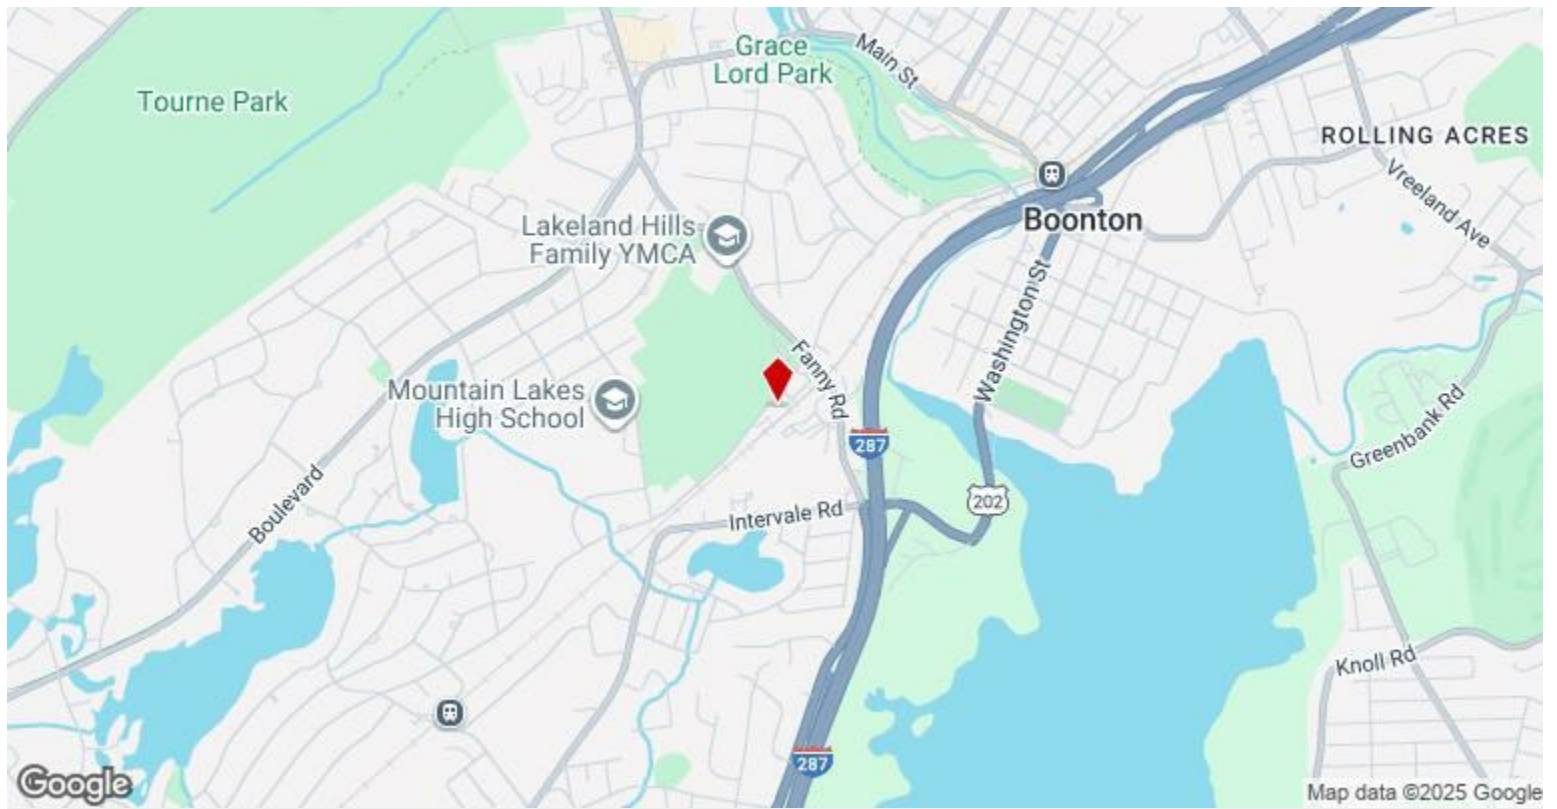 Grace
Lord Park
Main St
Tourne Park
ROLLING ACRES
Vreeland Ave
Boonton
Lakeland Hills
Family YMCA
Washington St
Fanny Rd
Mountain Lakes
High School
287
Greenbank Rd
Boulevard
202
Intervale Rd
Knoll Rd
287
Google
Map data ©2025 Google